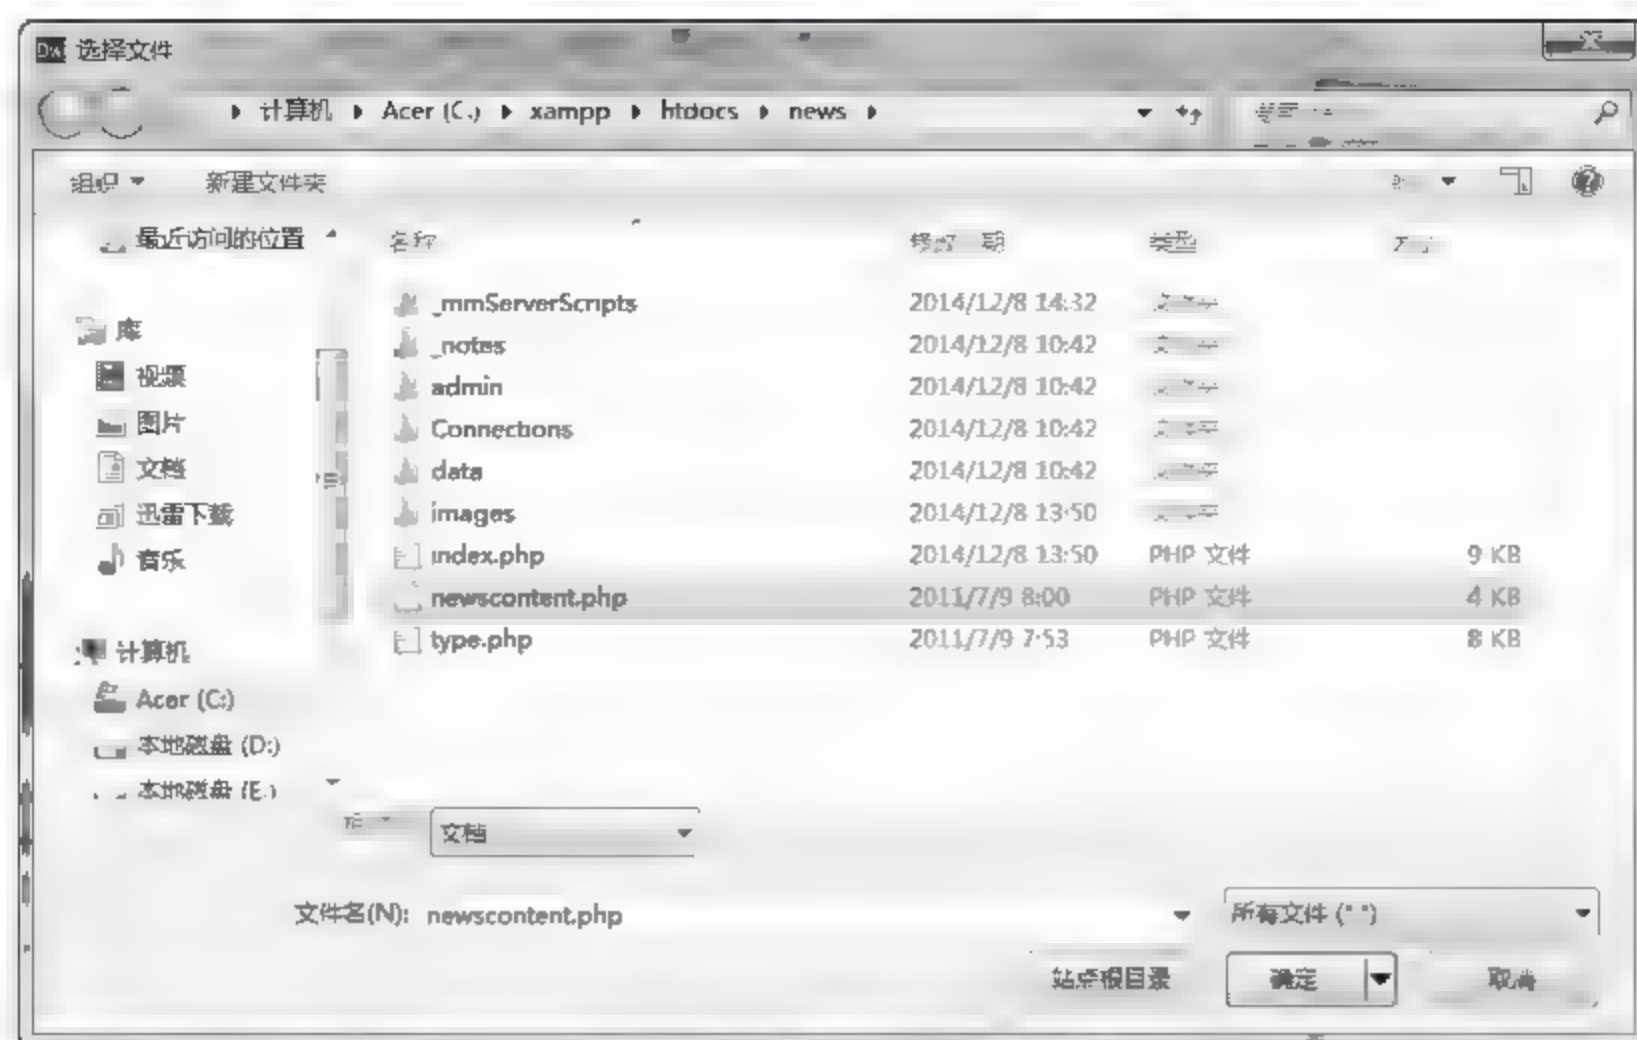 Dw 选择文件
计算机 ▸ Acer (C:) ▸ xampp ▸ htdocs ▸ news ▸
组织 新建文件夹
最近访问的位置
库
视频
图片
文档
迅雷下载
音乐
计算机
Acer (C:)
本地磁盘 (D:)
本地磁盘 (E:)
名称 类型
_mmServerScripts 2014/12/8 14:32
_notes 2014/12/8 10:42
admin 2014/12/8 10:42
Connections 2014/12/8 10:42
data 2014/12/8 10:42
images 2014/12/8 13:50
index.php 2014/12/8 13:50 PHP 文件 9 KB
newscontent.php 2011/7/9 8:00 PHP 文件 4 KB
type.php 2011/7/9 7:53 PHP 文件 8 KB
文档
文件名(N): newscontent.php 所有文件 (*.*)
站点根目录 确定 取消